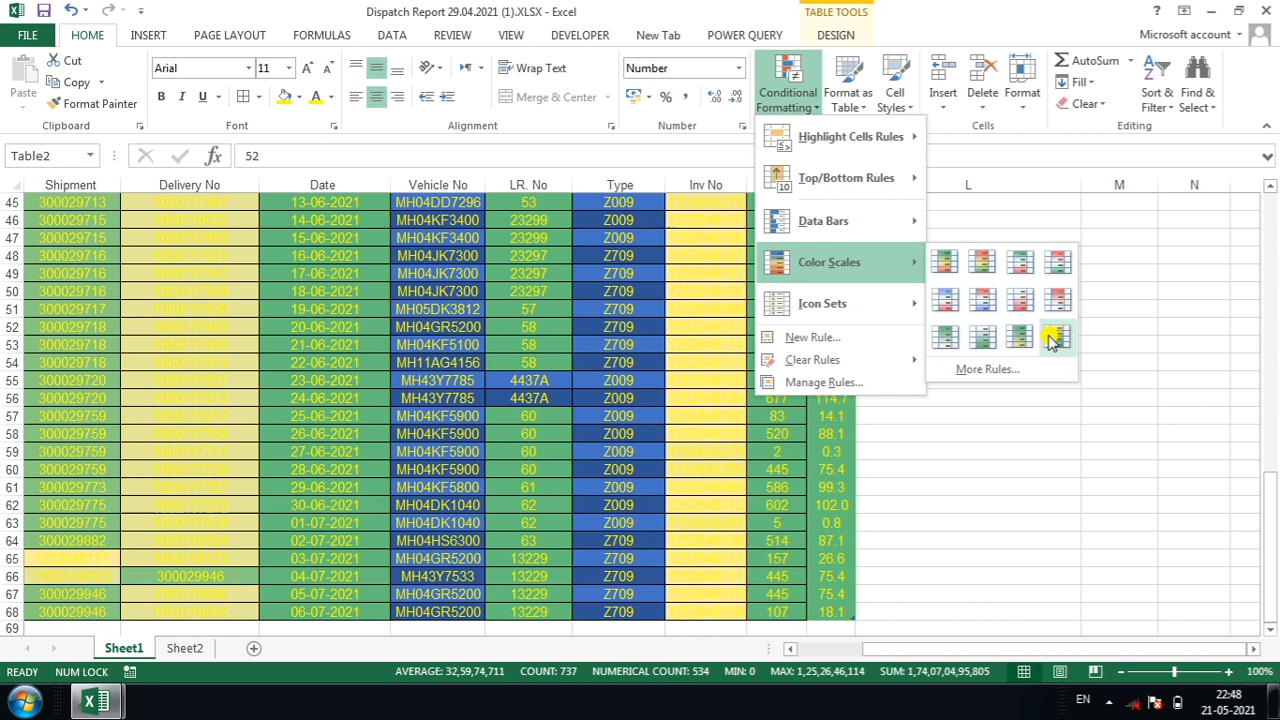 Dispatch Report 29.04.2021 (1).XLSX - Excel
TABLE TOOLS
FILE HOME INSERT PAGE LAYOUT FORMULAS DATA REVIEW VIEW DEVELOPER New Tab POWER QUERY DESIGN Microsoft account
Paste
Cut
Copy
Format Painter
Clipboard
Arial 11
B I U
Font
Wrap Text
Merge & Center
Alignment
Number
%
Number
Conditional Formatting
Format as Table
Cell Styles
Insert Delete Format
Cells
AutoSum
Fill
Clear
Sort & Filter
Find & Select
Editing
Table2 fx 52
Highlight Cells Rules
Top/Bottom Rules
Data Bars
Color Scales
Icon Sets
New Rule...
Clear Rules
Manage Rules...
More Rules...
Shipment Delivery No Date Vehicle No LR. No Type Inv No L M N
45 300029713 13-06-2021 MH04DD7296 53 Z009
46 300029715 14-06-2021 MH04KF3400 23299 Z009
47 300029715 15-06-2021 MH04KF3400 23299 Z009
48 300029716 16-06-2021 MH04JK7300 23297 Z009
49 300029716 17-06-2021 MH04JK7300 23297 Z009
50 300029716 18-06-2021 MH04JK7300 23297 Z009
51 300029717 19-06-2021 MH05DK3812 57 Z009
52 300029718 20-06-2021 MH04GR5200 58 Z009
53 300029718 21-06-2021 MH04KF5100 58 Z009
54 300029718 22-06-2021 MH11AG4156 58 Z009
55 300029720 23-06-2021 MH43Y7785 4437A Z009
56 300029720 24-06-2021 MH43Y7785 4437A Z009 677 114.7
57 300029759 25-06-2021 MH04KF5900 60 Z009 83 14.1
58 300029759 26-06-2021 MH04KF5900 60 Z009 520 88.1
59 300029759 27-06-2021 MH04KF5900 60 Z009 2 0.3
60 300029759 28-06-2021 MH04KF5900 60 Z009 445 75.4
61 300029773 29-06-2021 MH04KF5800 61 Z009 586 99.3
62 300029775 30-06-2021 MH04DK1040 62 Z009 602 102.0
63 300029775 01-07-2021 MH04DK1040 62 Z009 5 0.8
64 300029882 02-07-2021 MH04HS6300 63 Z009 514 87.1
65 03-07-2021 MH04GR5200 13229 Z709 157 26.6
66 300029946 04-07-2021 MH43Y7533 13229 Z709 445 75.4
67 300029946 05-07-2021 MH04GR5200 13229 Z709 445 75.4
68 300029946 06-07-2021 MH04GR5200 13229 Z709 107 18.1
69
Sheet1 Sheet2
READY NUM LOCK AVERAGE: 32,59,74,711 COUNT: 737 NUMERICAL COUNT: 534 MIN: 0 MAX: 1,25,26,46,114 SUM: 1,74,07,04,95,805 100%
EN 22:48
21-05-2021